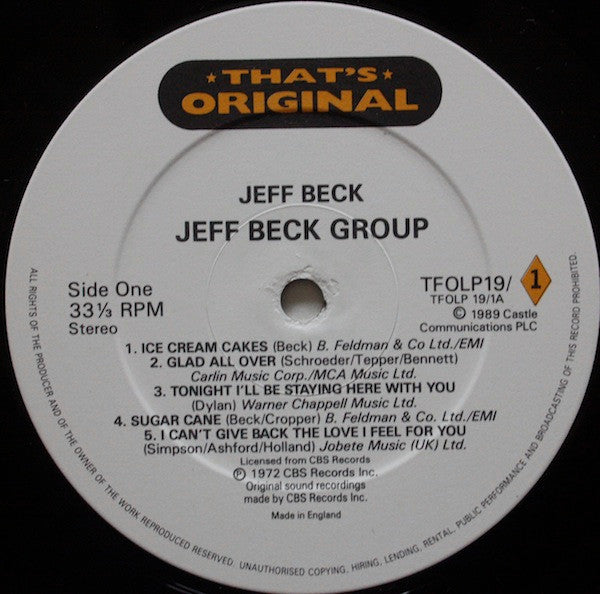 ★ THAT'S ★
ORIGINAL
JEFF BECK
JEFF BECK GROUP
Side One
33⅓ RPM
Stereo
TFOLP19/ 1
TFOLP 19/1A
© 1989 Castle
Communications PLC
1. ICE CREAM CAKES (Beck) B. Feldman & Co Ltd./EMI
2. GLAD ALL OVER (Schroeder/Tepper/Bennett)
Carlin Music Corp./MCA Music Ltd.
3. TONIGHT I'LL BE STAYING HERE WITH YOU
(Dylan) Warner Chappell Music Ltd.
4. SUGAR CANE (Beck/Cropper) B. Feldman & Co. Ltd./EMI
5. I CAN'T GIVE BACK THE LOVE I FEEL FOR YOU
(Simpson/Ashford/Holland) Jobete Music (UK) Ltd.
Licensed from CBS Records
℗ 1972 CBS Records Inc.
Original sound recordings
made by CBS Records Inc.
Made in England
ALL RIGHTS OF THE PRODUCER AND OF THE OWNER OF THE WORK REPRODUCED RESERVED. UNAUTHORISED COPYING, HIRING, LENDING, RENTAL, PUBLIC PERFORMANCE AND BROADCASTING OF THIS RECORD PROHIBITED.